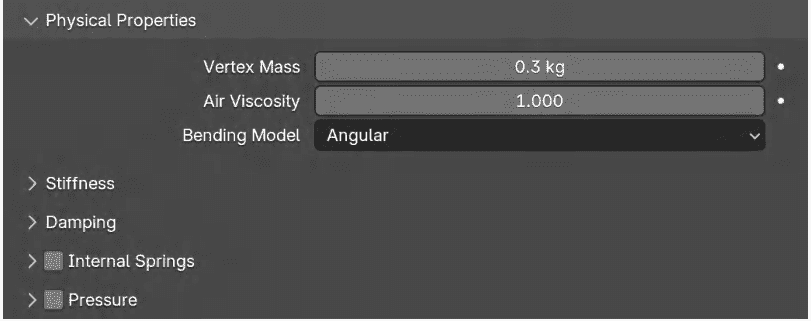 Physical Properties
Vertex Mass 0.3 kg
Air Viscosity 1.000
Bending Model Angular
Stiffness
Damping
Internal Springs
Pressure